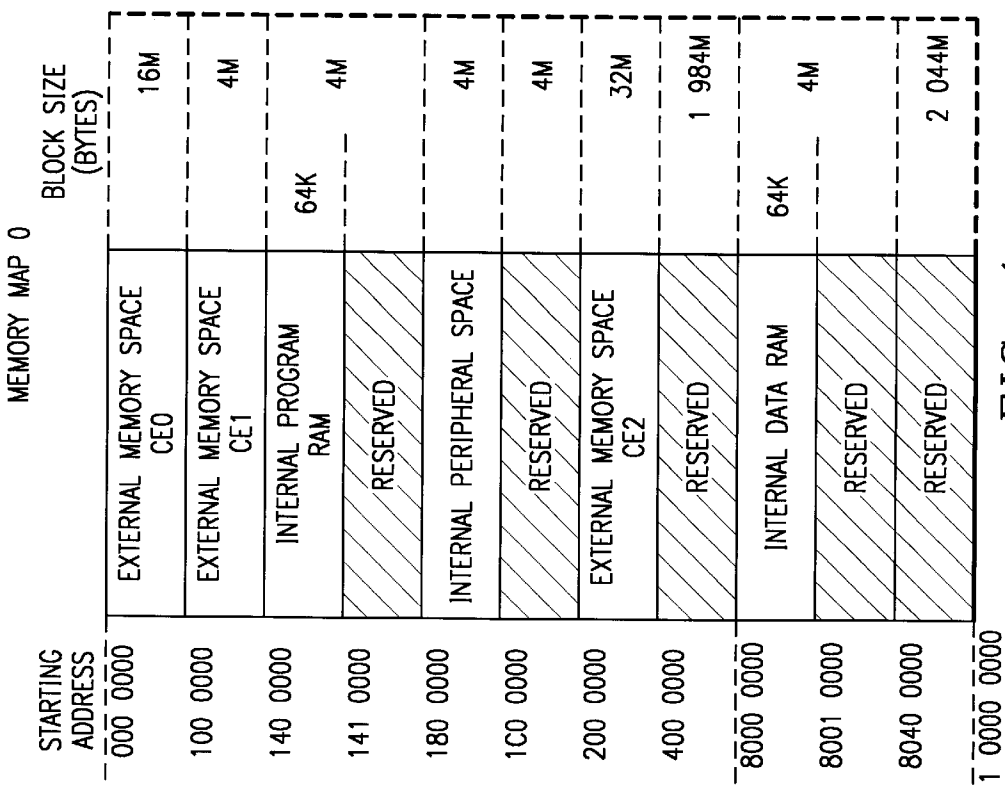 MEMORY MAP 0
STARTING ADDRESS BLOCK SIZE (BYTES)
000 0000 EXTERNAL MEMORY SPACE CE0 16M
100 0000 EXTERNAL MEMORY SPACE CE1 4M
140 0000 INTERNAL PROGRAM RAM 64K 4M
141 0000 RESERVED
180 0000 INTERNAL PERIPHERAL SPACE 4M
1C0 0000 RESERVED 4M
200 0000 EXTERNAL MEMORY SPACE CE2 32M
400 0000 RESERVED 1 984M
8000 0000 INTERNAL DATA RAM 64K 4M
8001 0000 RESERVED
8040 0000 RESERVED 2 044M
1 0000 0000